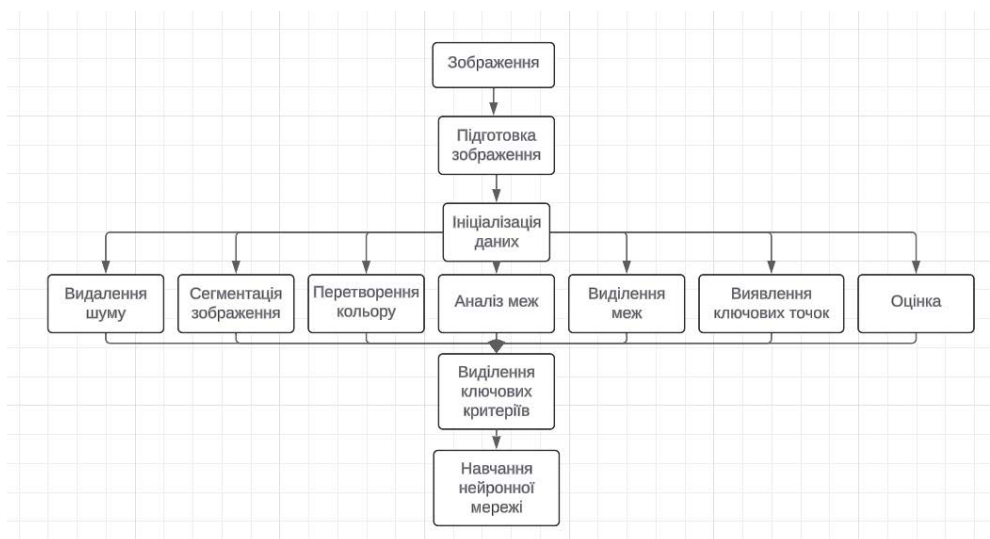 Зображення
Підготовка
зображення
Ініціалізація
даних
Видалення
шуму
Сегментація
зображення
Перетворення
кольору
Аналіз меж
Виділення
меж
Виявлення
ключових точок
Оцінка
Виділення
ключових
критеріїв
Навчання
нейронної
мережі